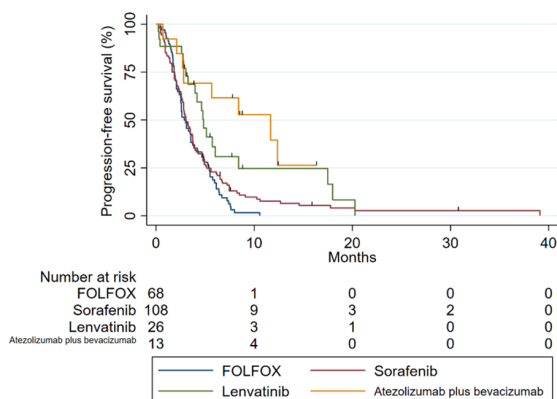 Progression-free survival (%)
100
75
50
25
0
0 10 20 30 40
Months
Number at risk
FOLFOX 68 1 0 0 0
Sorafenib 108 9 3 2 0
Lenvatinib 26 3 1 0 0
Atezolizumab plus bevacizumab 13 4 0 0 0
FOLFOX Sorafenib
Lenvatinib Atezolizumab plus bevacizumab